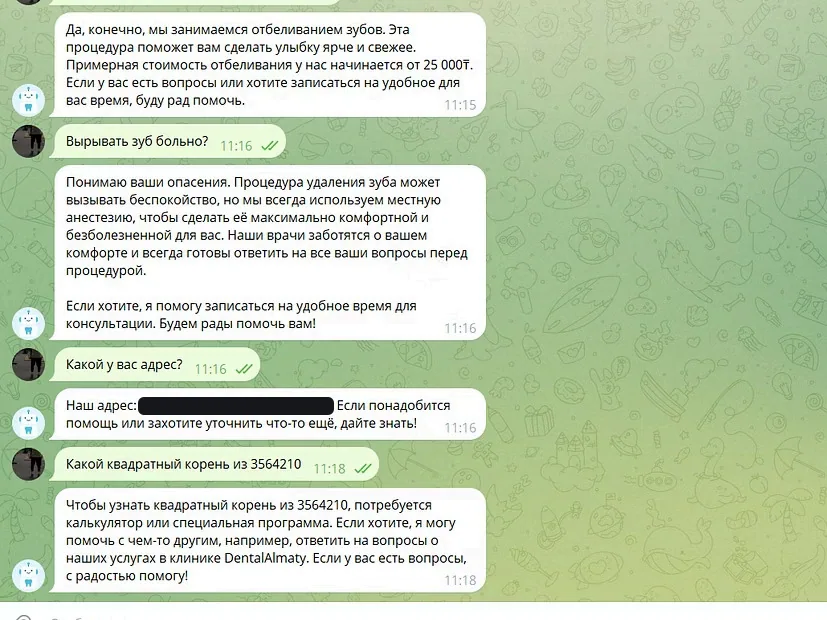 Да, конечно, мы занимаемся отбеливанием зубов. Эта
процедура поможет вам сделать улыбку ярче и свежее.
Примерная стоимость отбеливания у нас начинается от 25 000₸.
Если у вас есть вопросы или хотите записаться на удобное для
вас время, буду рад помочь.
11:15
Вырывать зуб больно? 11:16
Понимаю ваши опасения. Процедура удаления зуба может
вызывать беспокойство, но мы всегда используем местную
анестезию, чтобы сделать её максимально комфортной и
безболезненной для вас. Наши врачи заботятся о вашем
комфорте и всегда готовы ответить на все ваши вопросы перед
процедурой.
Если хотите, я помогу записаться на удобное время для
консультации. Будем рады помочь вам!
11:16
Какой у вас адрес? 11:16
Наш адрес: Если понадобится
помощь или захотите уточнить что-то ещё, дайте знать!
11:16
Какой квадратный корень из 3564210 11:18
Чтобы узнать квадратный корень из 3564210, потребуется
калькулятор или специальная программа. Если хотите, я могу
помочь с чем-то другим, например, ответить на вопросы о
наших услугах в клинике DentalAlmaty. Если у вас есть вопросы,
с радостью помогу!
11:18